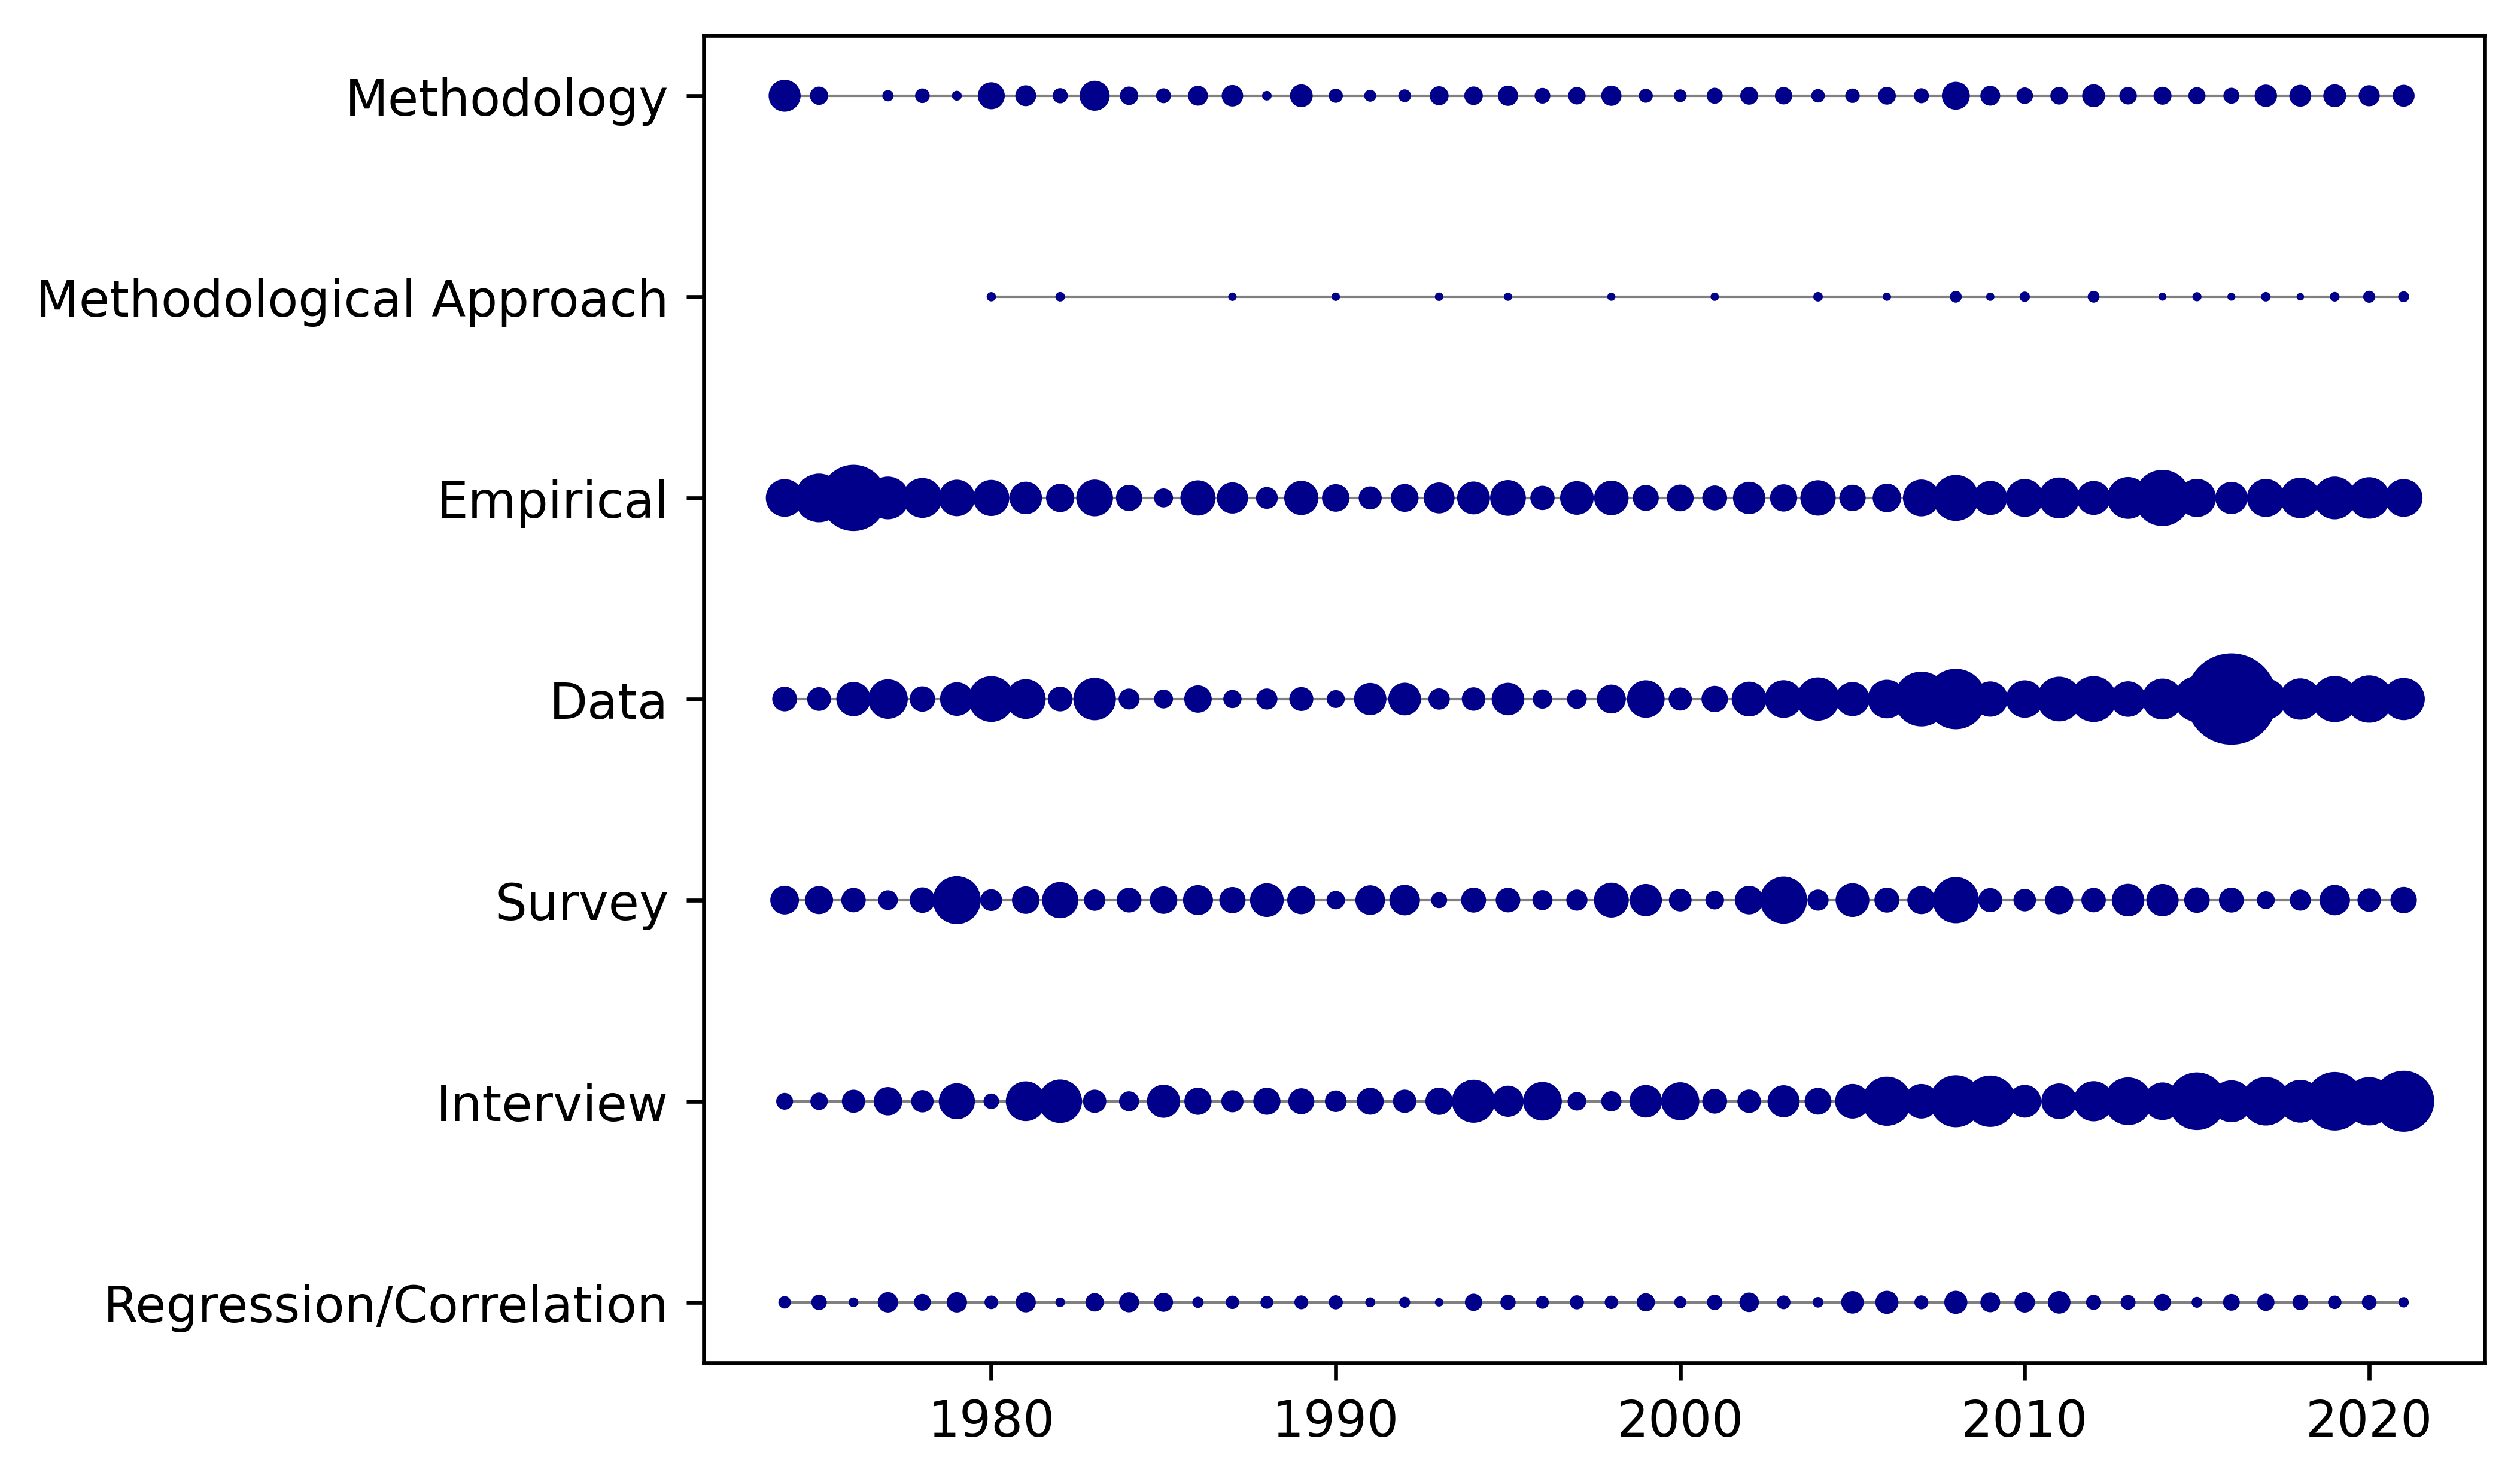 Methodology
Methodological Approach
Empirical
Data
Survey
Interview
Regression/Correlation
1980 1990 2000 2010 2020